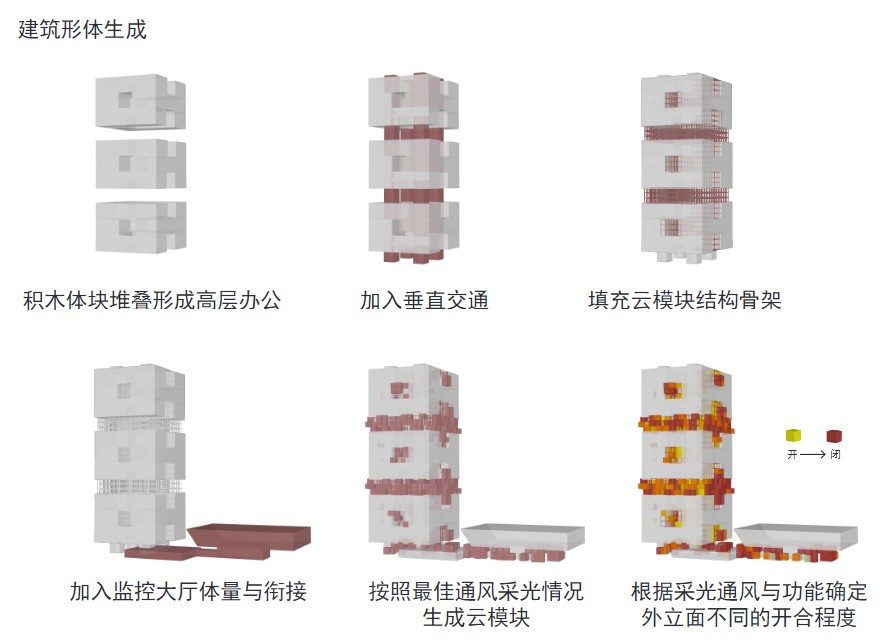 建筑形体生成
积木体块堆叠形成高层办公
加入垂直交通
填充云模块结构骨架
开
闭
加入监控大厅体量与衔接
按照最佳通风采光情况
生成云模块
根据采光通风与功能确定
外立面不同的开合程度